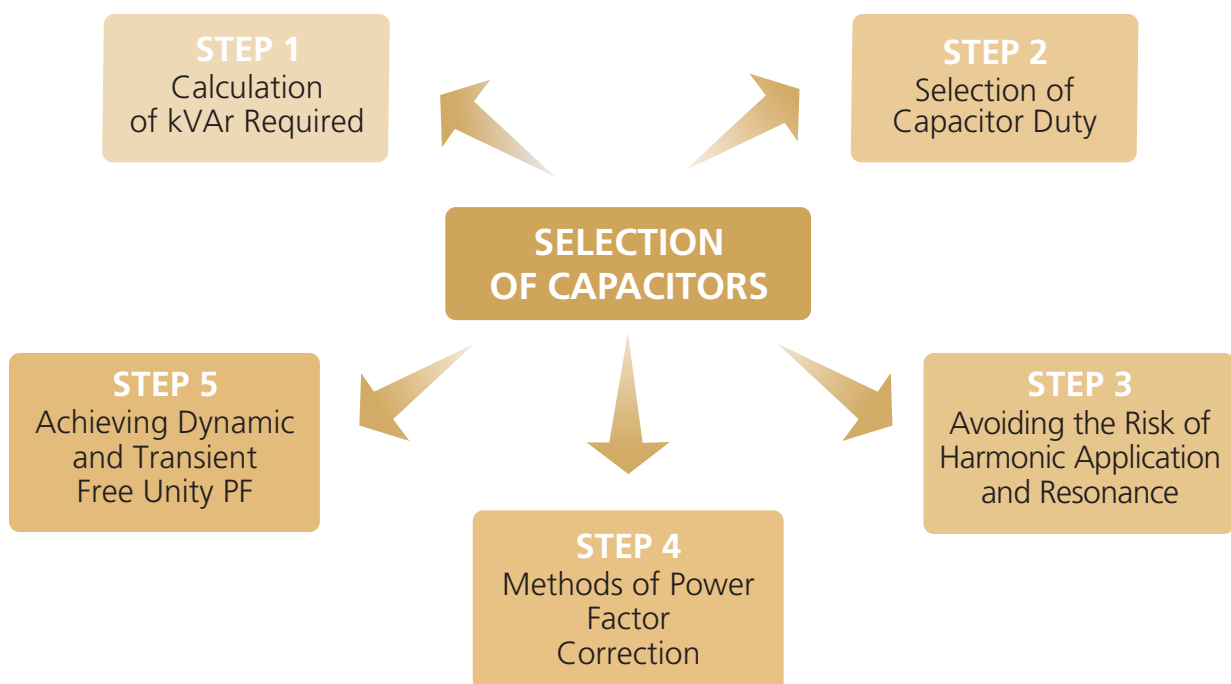 STEP 1
Calculation
of kVAr Required
STEP 2
Selection of
Capacitor Duty
SELECTION
OF CAPACITORS
STEP 5
Achieving Dynamic
and Transient
Free Unity PF
STEP 3
Avoiding the Risk of
Harmonic Application
and Resonance
STEP 4
Methods of Power
Factor
Correction